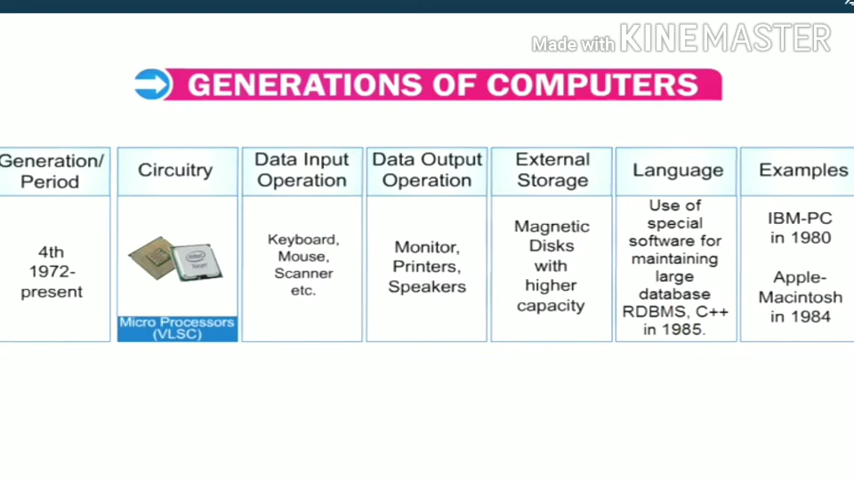 Made with KINEMASTER
GENERATIONS OF COMPUTERS
Generation/
Period
Circuitry
Data Input
Operation
Data Output
Operation
External
Storage
Language
Examples
4th
1972-
present
Micro Processors
(VLSC)
Keyboard,
Mouse,
Scanner
etc.
Monitor,
Printers,
Speakers
Magnetic
Disks
with
higher
capacity
Use of
special
software for
maintaining
large
database
RDBMS, C++
in 1985.
IBM-PC
in 1980
Apple-
Macintosh
in 1984